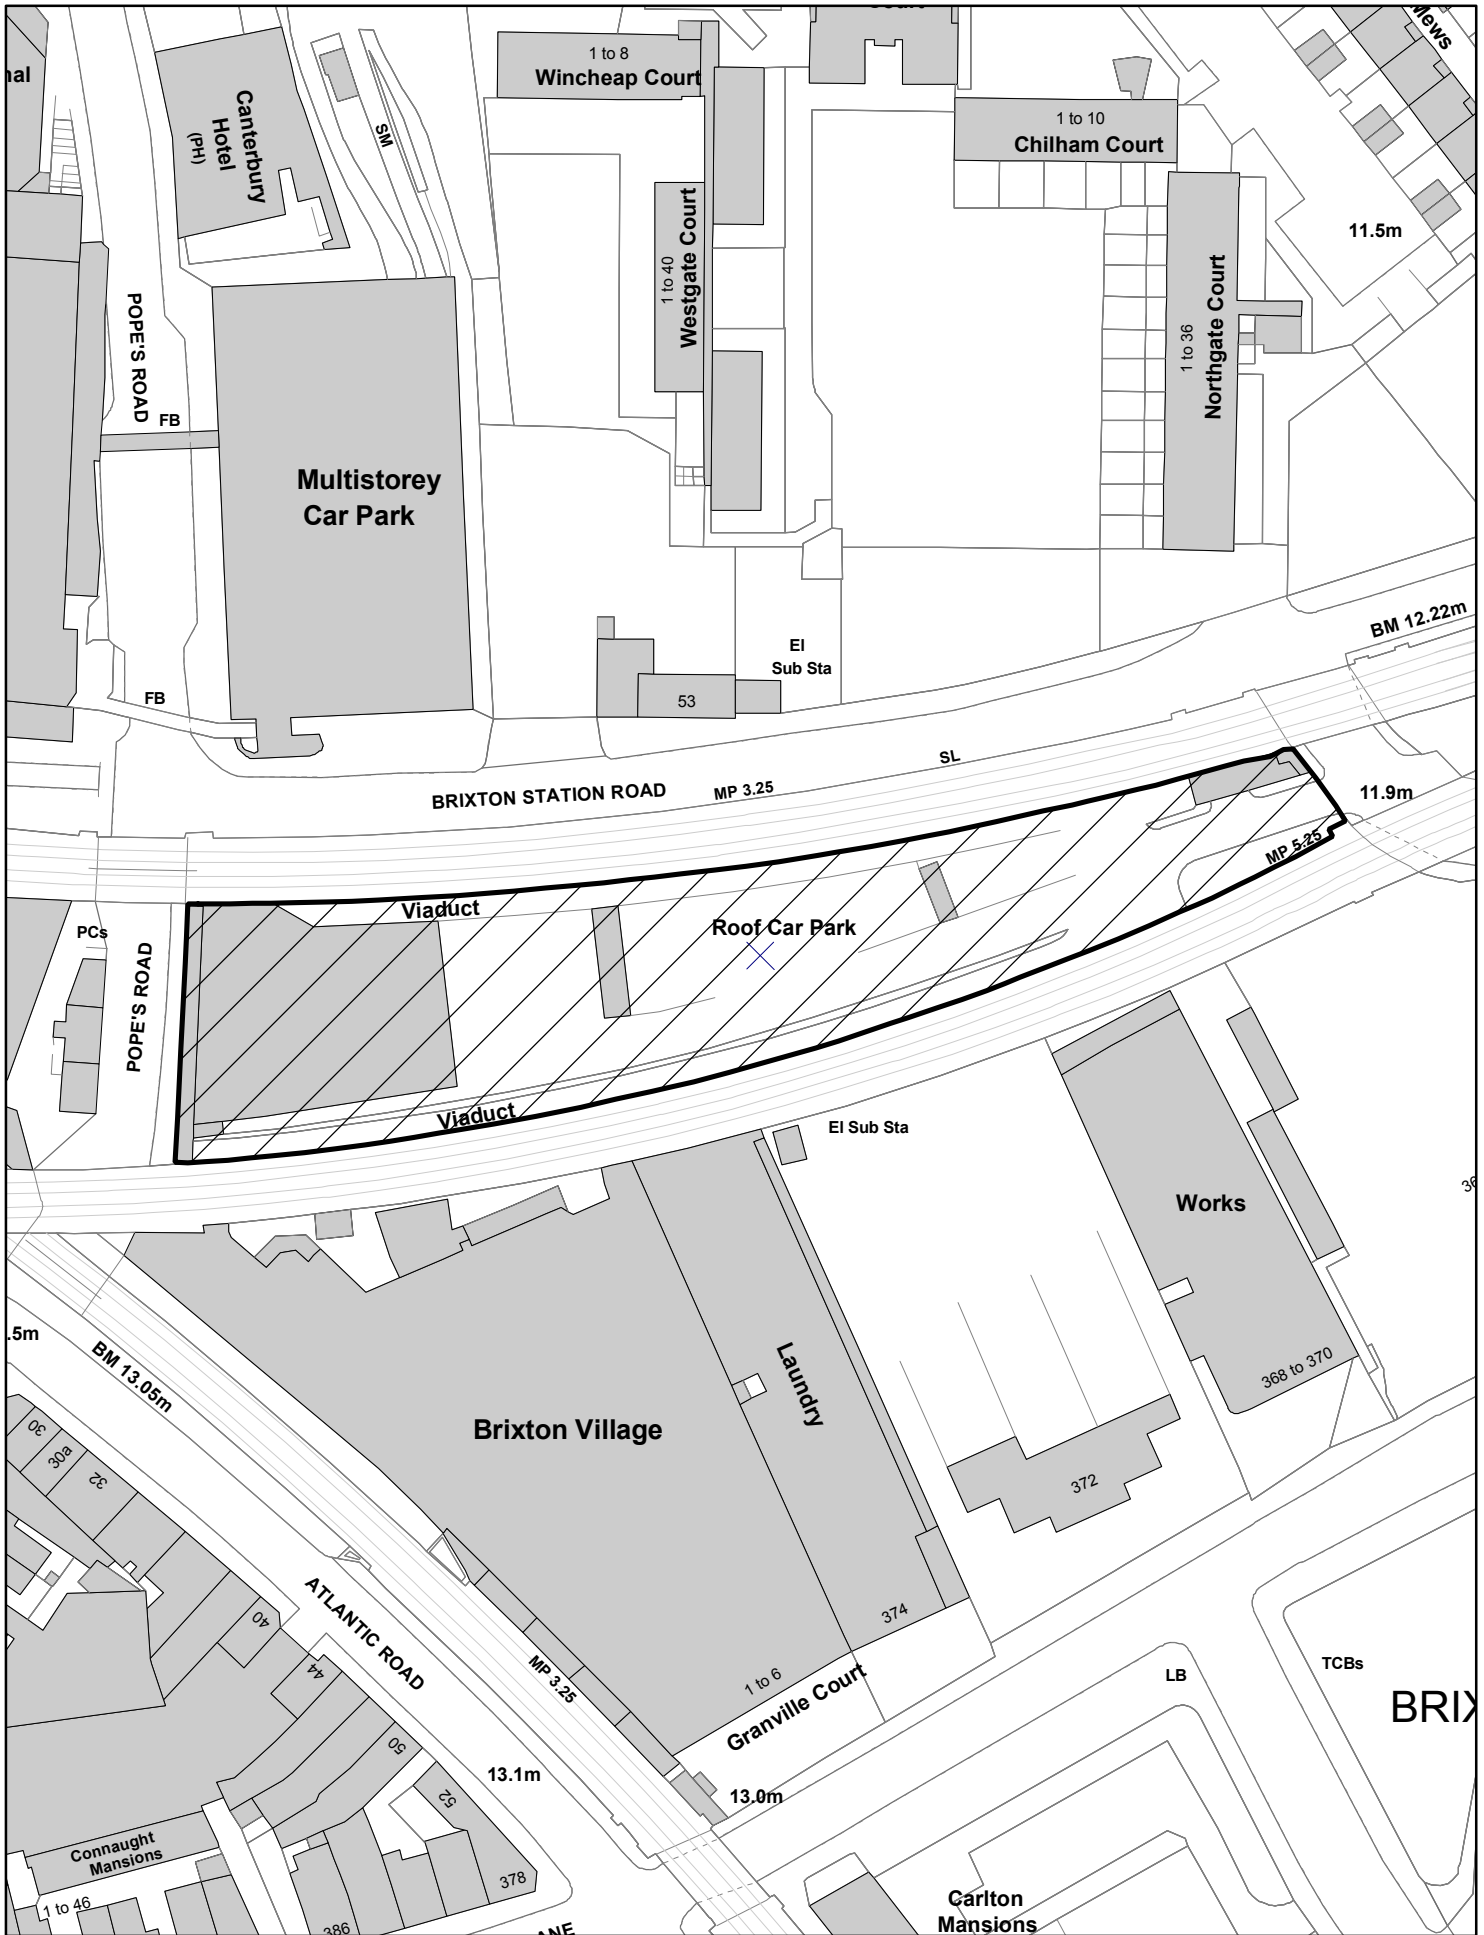 Court
Mews
nal
1 to 8
Wincheap Court
Canterbury
Hotel
(PH)
SM
1 to 10
Chilham Court
11.5m
1 to 40
Westgate Court
1 to 36
Northgate Court
POPE'S ROAD
FB
Multistorey
Car Park
BM 12.22m
El
Sub Sta
53
FB
SL
BRIXTON STATION ROAD
MP 3.25
11.9m
MP 5.25
Viaduct
PCs
Roof Car Park
POPE'S ROAD
Viaduct
El Sub Sta
Works
36
.5m
BM 13.05m
Laundry
368 to 370
Brixton Village
30
30a
32
372
40
ATLANTIC ROAD
374
44
MP 3.25
1 to 6
Granville Court
LB
TCBs
BRIX
50
13.1m
52
13.0m
Connaught
Mansions
378
1 to 46
386
ANE
Carlton
Mansions